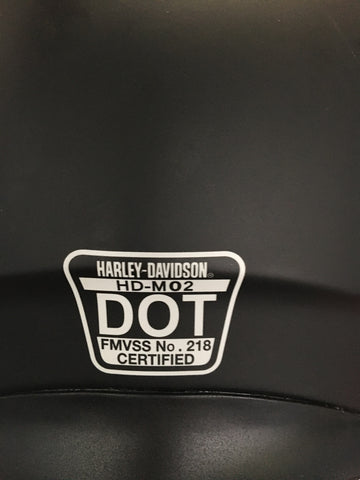 HARLEY-DAVIDSON®
HD-M02
DOT
FMVSS No. 218
CERTIFIED